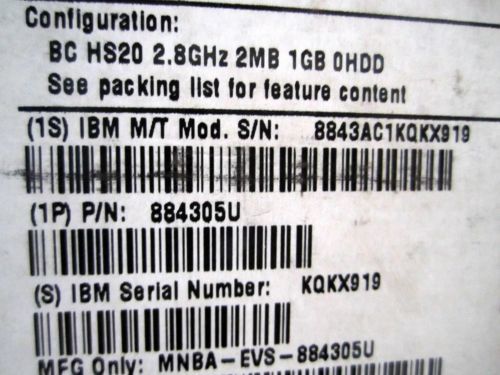 Configuration:
BC HS20 2.8GHz 2MB 1GB 0HDD
See packing list for feature content
(1S) IBM M/T Mod. S/N: 8843AC1KQKX919
(1P) P/N: 884305U
(S) IBM Serial Number: KQKX919
MFG Only: MNBA-EVS-884305U